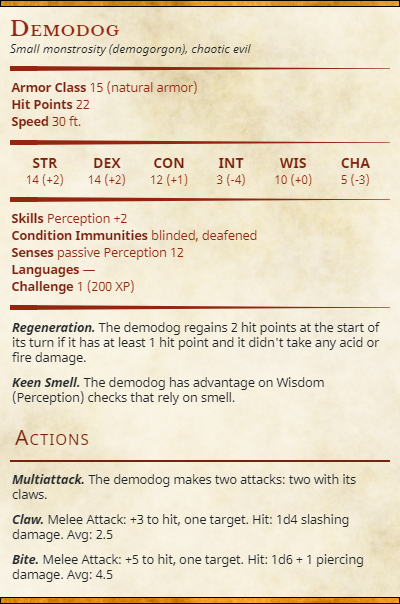 Demodog
Small monstrosity (demogorgon), chaotic evil
Armor Class 15 (natural armor)
Hit Points 22
Speed 30 ft.
STR DEX CON INT WIS CHA
14 (+2) 14 (+2) 12 (+1) 3 (-4) 10 (+0) 5 (-3)
Skills Perception +2
Condition Immunities blinded, deafened
Senses passive Perception 12
Languages —
Challenge 1 (200 XP)
Regeneration. The demodog regains 2 hit points at the start of
its turn if it has at least 1 hit point and it didn't take any acid or
fire damage.
Keen Smell. The demodog has advantage on Wisdom
(Perception) checks that rely on smell.
Actions
Multiattack. The demodog makes two attacks: two with its
claws.
Claw. Melee Attack: +3 to hit, one target. Hit: 1d4 slashing
damage. Avg: 2.5
Bite. Melee Attack: +5 to hit, one target. Hit: 1d6 + 1 piercing
damage. Avg: 4.5